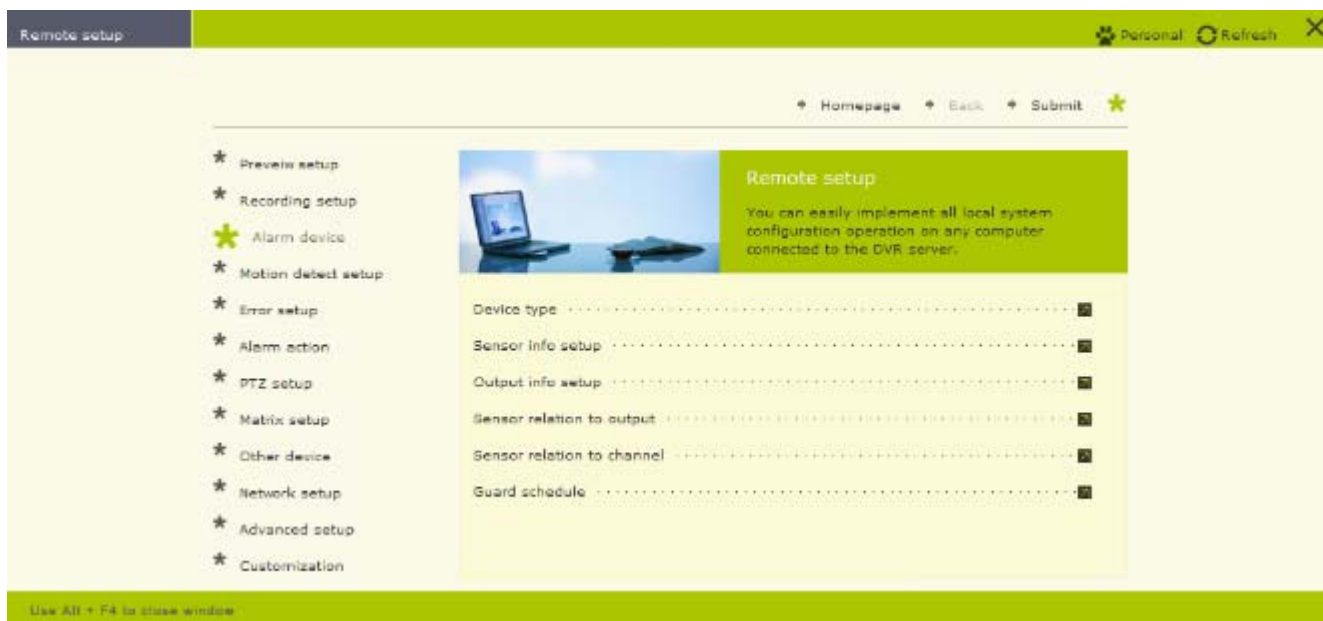 Remote setup
Personal Refresh
Homepage Back Submit
Preveiw setup
Recording setup
Alarm device
Motion detect setup
Error setup
Alarm action
PTZ setup
Matrix setup
Other device
Network setup
Advanced setup
Customization
Remote setup
You can easily implement all local system
configuration operation on any computer
connected to the DVR server.
Device type
Sensor info setup
Output info setup
Sensor relation to output
Sensor relation to channel
Guard schedule
Use Alt + F4 to close window